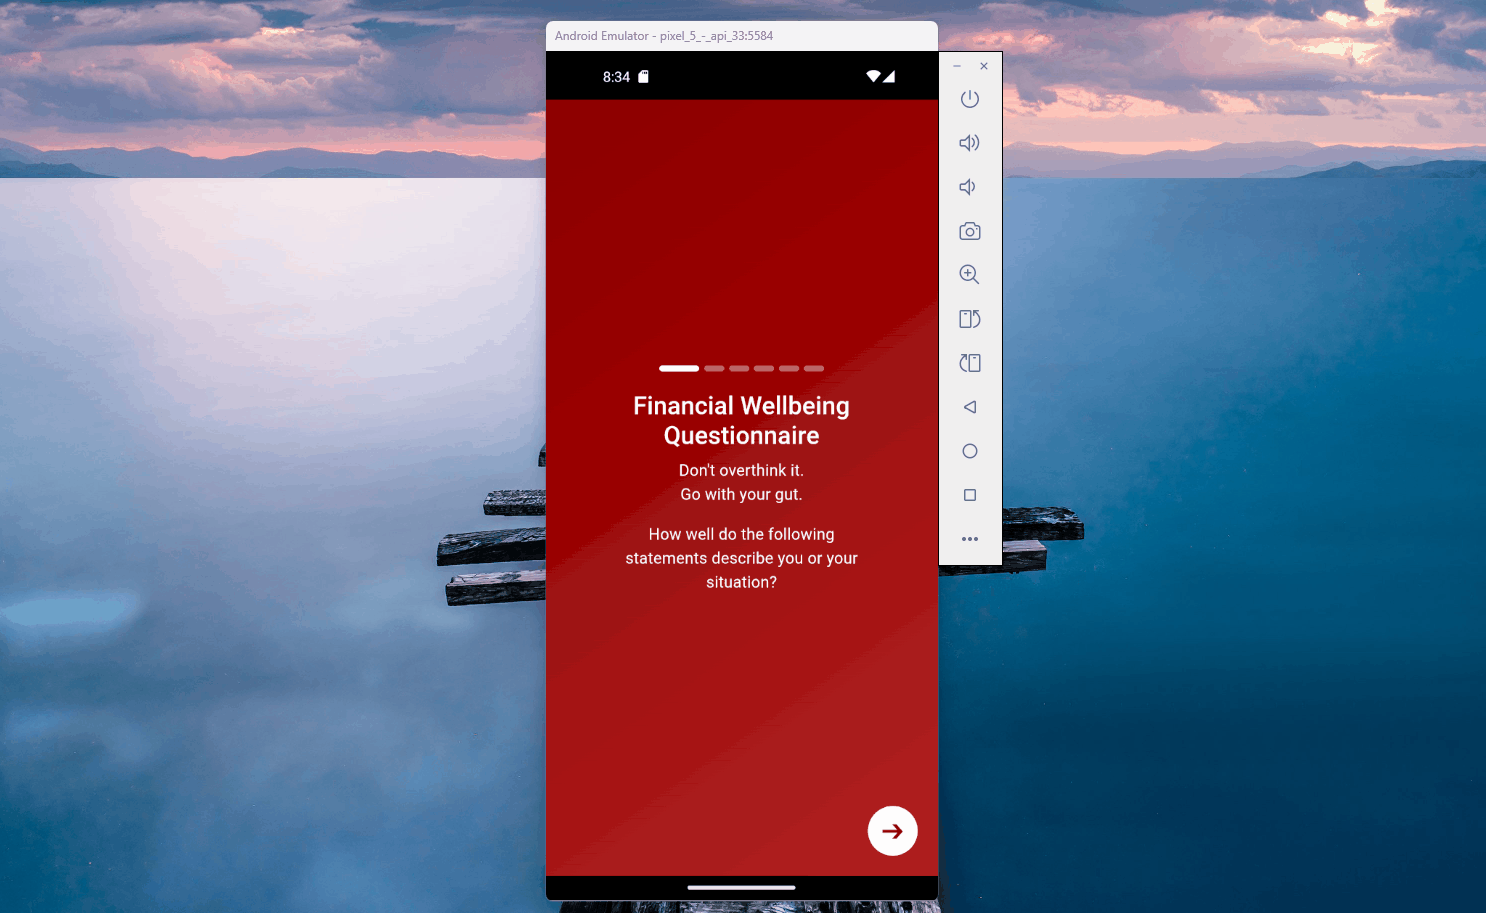 Android Emulator - pixel_5_-_api_33:5584
8:34
Financial Wellbeing
Questionnaire
Don't overthink it.
Go with your gut.
How well do the following
statements describe you or your
situation?